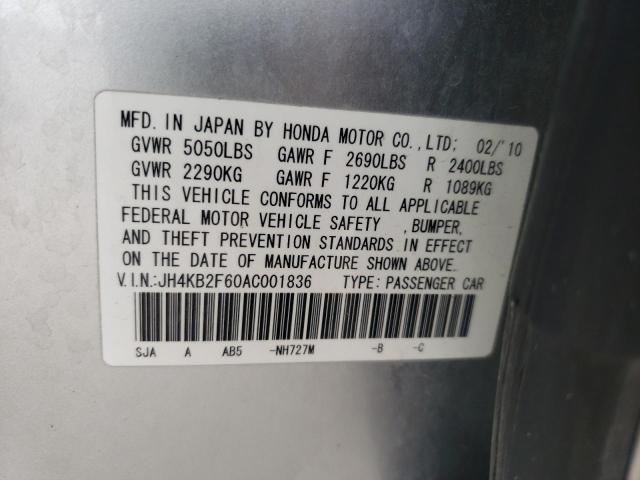 MFD. IN JAPAN BY HONDA MOTOR CO., LTD; 02/'10
GVWR 5050LBS GAWR F 2690LBS R 2400LBS
GVWR 2290KG GAWR F 1220KG R 1089KG
THIS VEHICLE CONFORMS TO ALL APPLICABLE
FEDERAL MOTOR VEHICLE SAFETY , BUMPER,
AND THEFT PREVENTION STANDARDS IN EFFECT
ON THE DATE OF MANUFACTURE SHOWN ABOVE.
V.I.N.:JH4KB2F60AC001836 TYPE: PASSENGER CAR
SJA A AB5 -NH727M -B -C